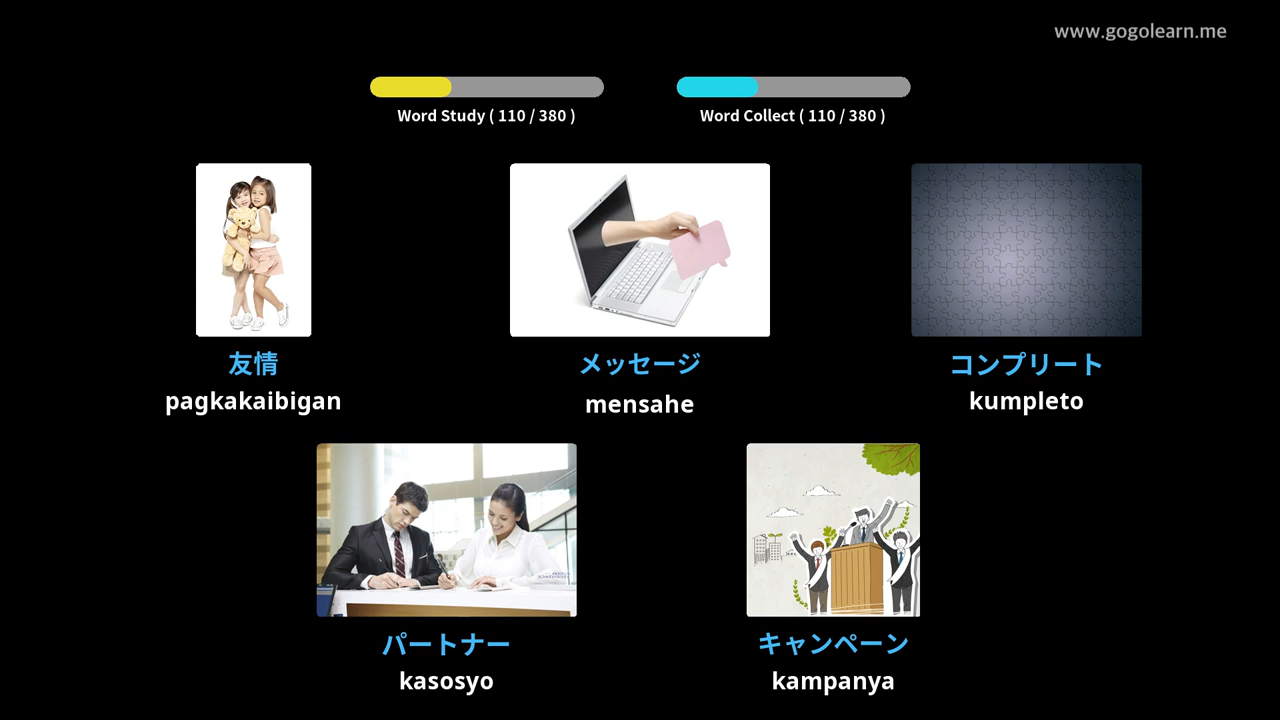 www.gogolearn.me
Word Study ( 110 / 380 )
Word Collect ( 110 / 380 )
友情
pagkakaibigan
メッセージ
mensahe
コンプリート
kumpleto
パートナー
kasosyo
キャンペーン
kampanya